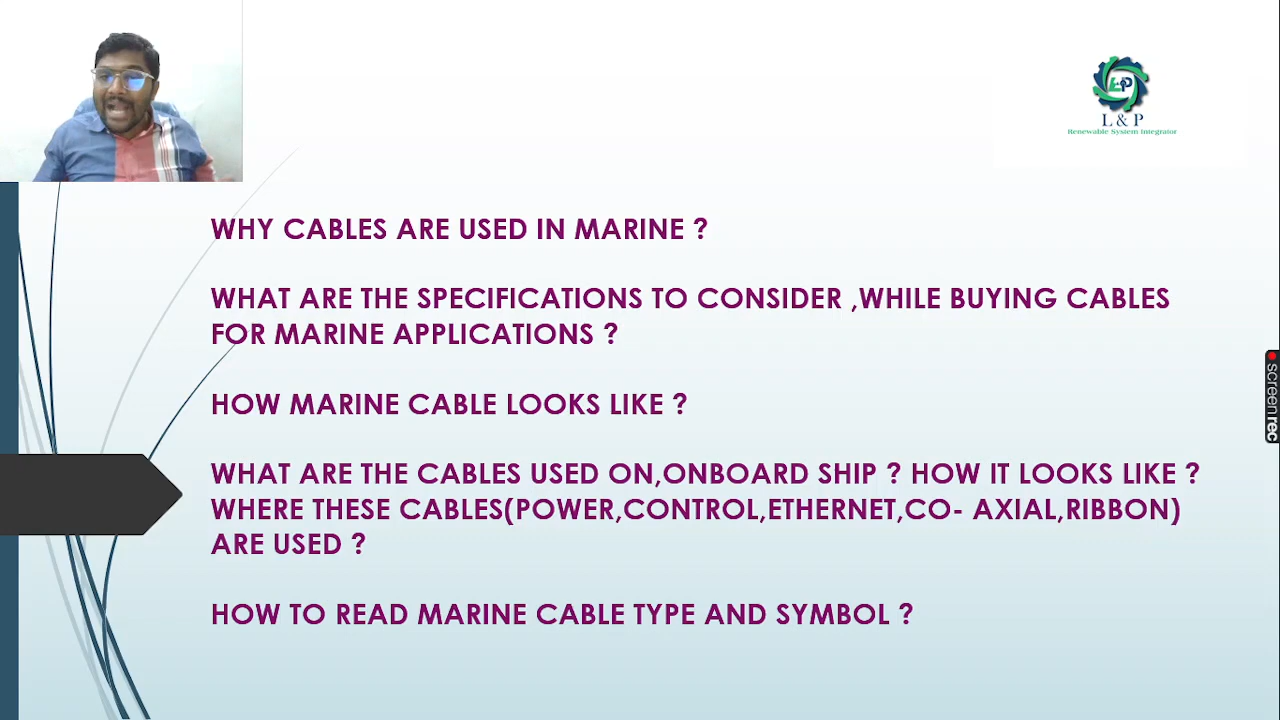 L&P
L & P
Renewable System Integrator
WHY CABLES ARE USED IN MARINE ?
WHAT ARE THE SPECIFICATIONS TO CONSIDER ,WHILE BUYING CABLES
FOR MARINE APPLICATIONS ?
HOW MARINE CABLE LOOKS LIKE ?
WHAT ARE THE CABLES USED ON,ONBOARD SHIP ? HOW IT LOOKS LIKE ?
WHERE THESE CABLES(POWER,CONTROL,ETHERNET,CO- AXIAL,RIBBON)
ARE USED ?
HOW TO READ MARINE CABLE TYPE AND SYMBOL ?
screenrec